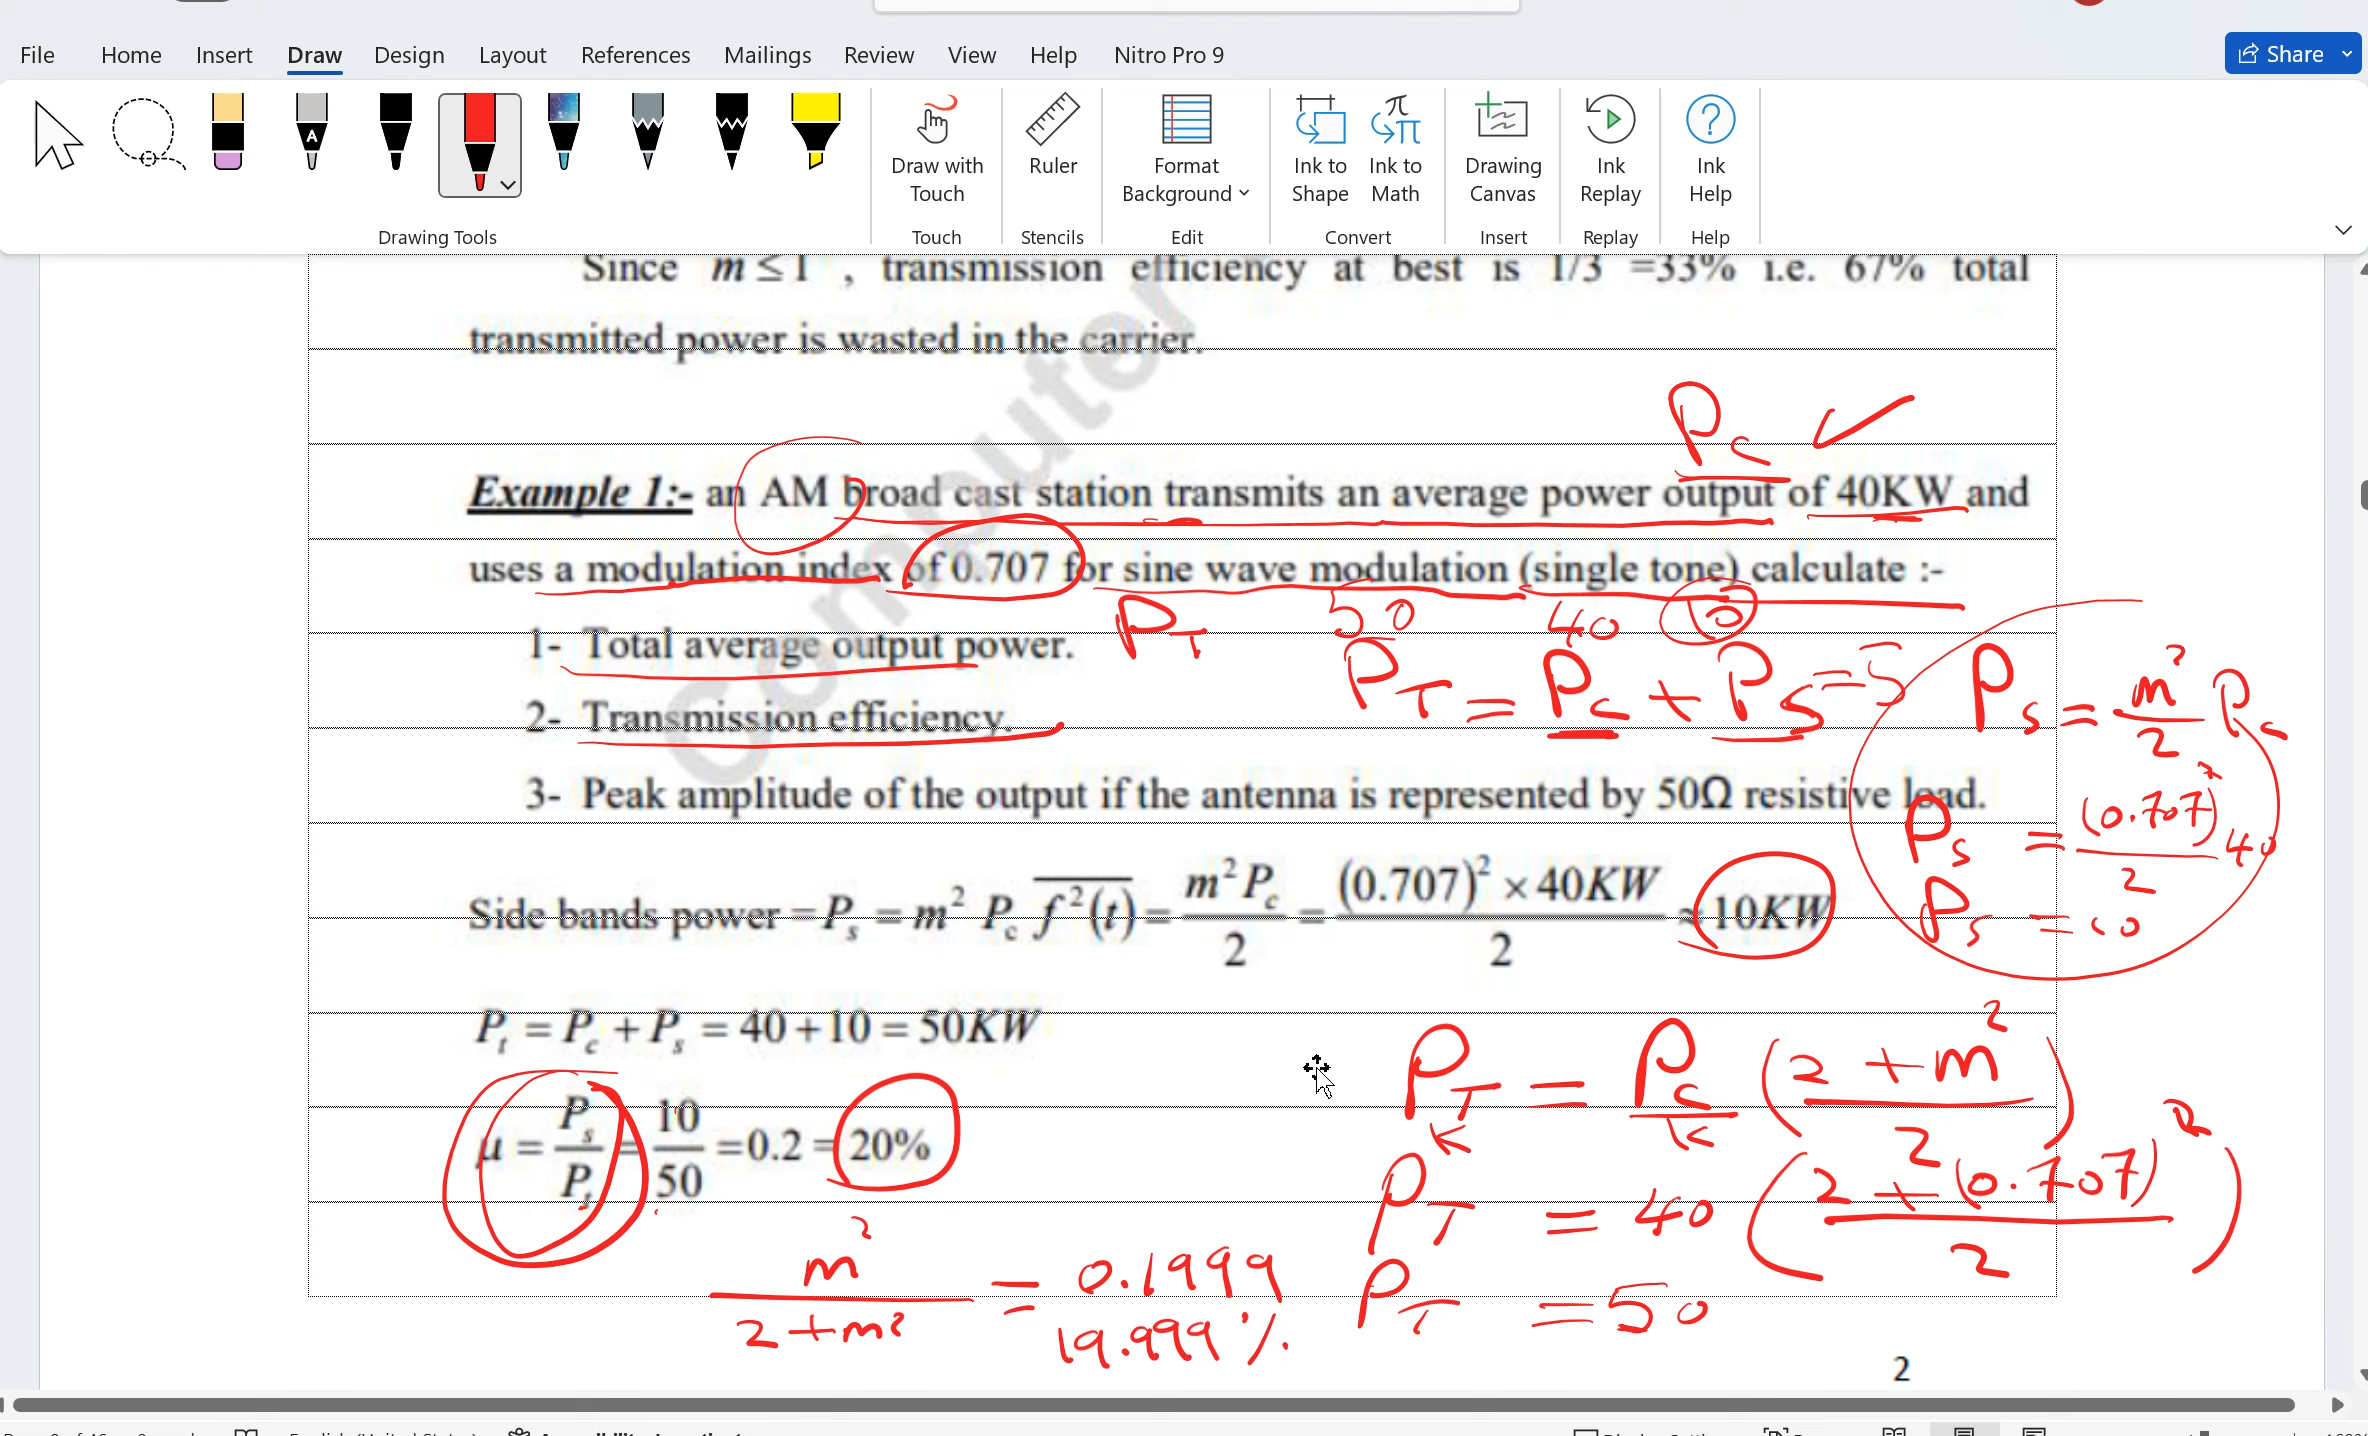 File Home Insert Draw Design Layout References Mailings Review View Help Nitro Pro 9 Share
Draw with Touch
Ruler
Format Background
Ink to Shape
Ink to Math
Drawing Canvas
Ink Replay
Ink Help
Drawing Tools Touch Stencils Edit Convert Insert Replay Help
Since m ≤ 1 , transmission efficiency at best is 1/3 =33% i.e. 67% total
transmitted power is wasted in the carrier.
Computer
Pc ✓
Example 1:- an AM broad cast station transmits an average power output of 40KW and
uses a modulation index of 0.707 for sine wave modulation (single tone) calculate :-
50 40 10
1- Total average output power. PT
PT = Pc + Ps = 5
Ps = m²/2 Pc
2- Transmission efficiency.
3- Peak amplitude of the output if the antenna is represented by 50Ω resistive load.
Ps = (0.707)²/2 40
Ps = 10
Side bands power = Ps = m² Pc f²(t) = m² Pc / 2 = (0.707)² × 40KW / 2 ≈ 10KW
Pt = Pc + Ps = 40 + 10 = 50KW
PT = Pc (2 + m² / 2)
K K
μ = Ps / Pt = 10 / 50 = 0.2 = 20%
PT = 40 (2 + (0.707)² / 2)
m² / 2 + m² = 0.1999
19.999 %.
PT = 50
2